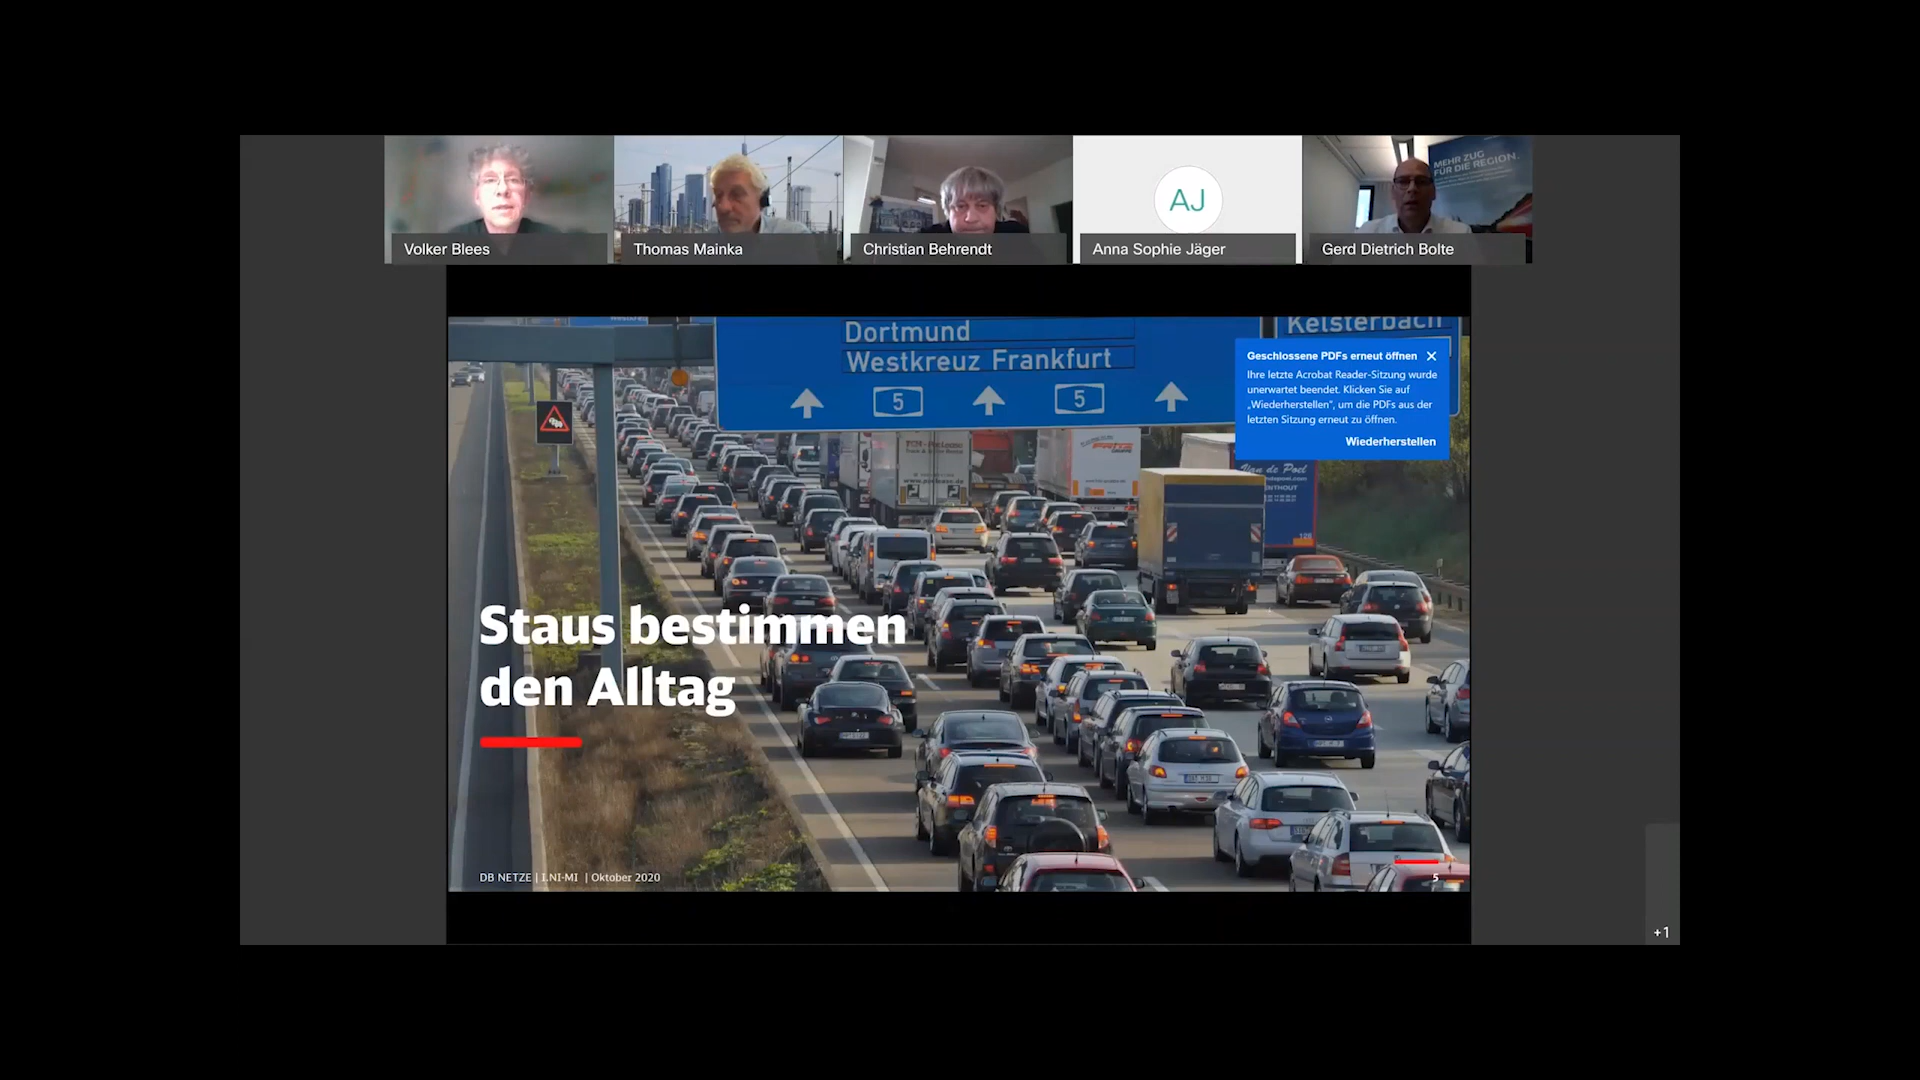 MEHR ZUG
FÜR DIE REGION.
Volker Blees
Thomas Mainka
Christian Behrendt
AJ
Anna Sophie Jäger
Gerd Dietrich Bolte
Dortmund
Westkreuz Frankfurt
5
5
Kelsterbach
Geschlossene PDFs erneut öffnen
Ihre letzte Acrobat Reader-Sitzung wurde
unerwartet beendet. Klicken Sie auf
„Wiederherstellen“, um die PDFs aus der
letzten Sitzung erneut zu öffnen.
Wiederherstellen
Van de Poel
Staus bestimmen
den Alltag
DB NETZE | I.NI-MI | Oktober 2020
5
+1